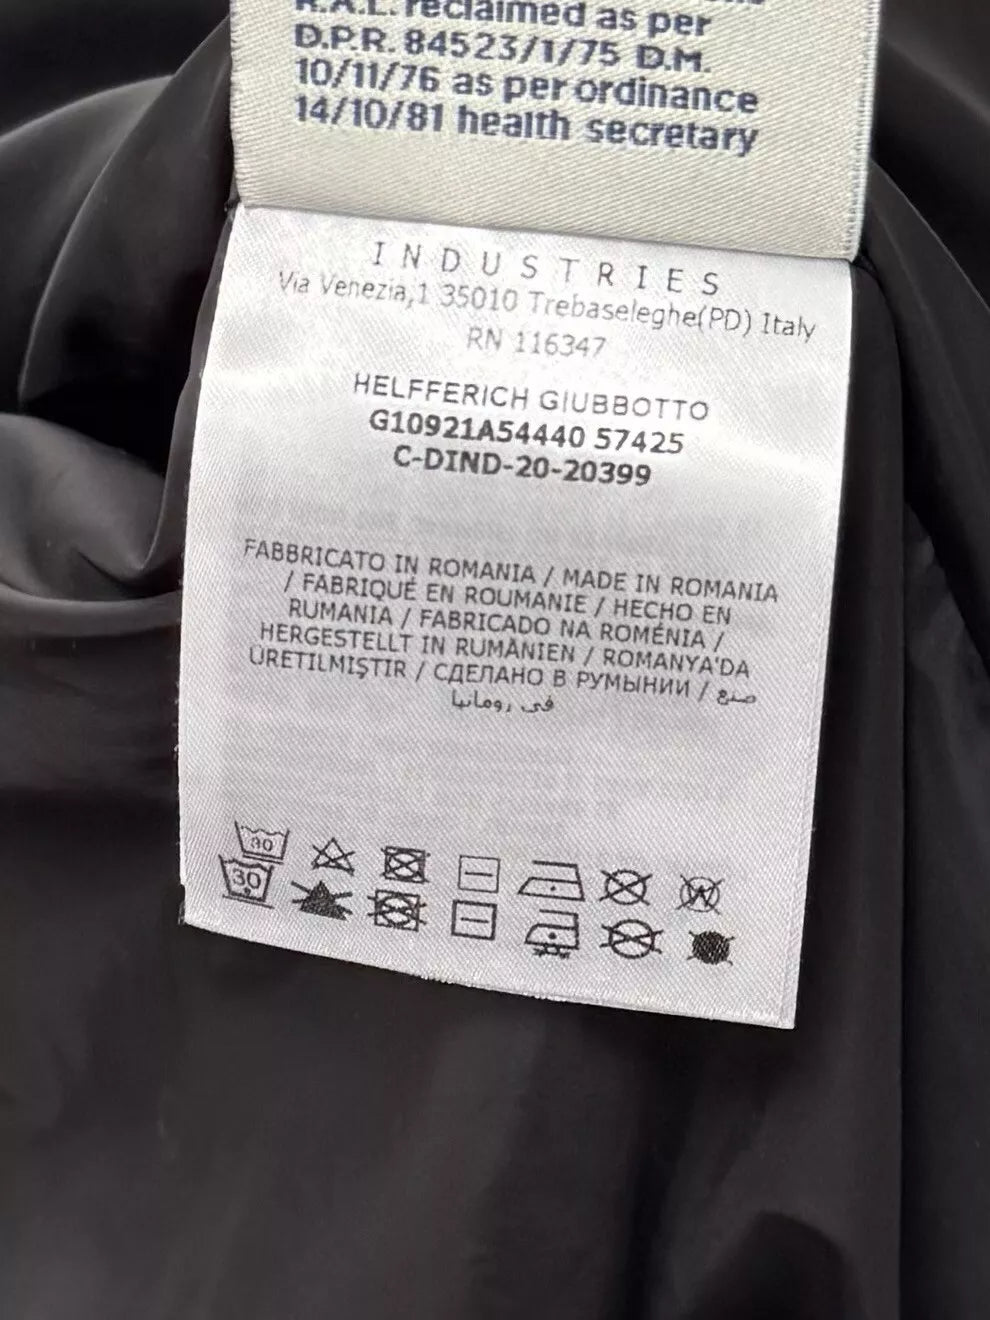 R.A.L. reclaimed as per
D.P.R. 84523/1/75 D.M.
10/11/76 as per ordinance
14/10/81 health secretary
INDUSTRIES
Via Venezia,1 35010 Trebaseleghe(PD) Italy
RN 116347
HELFFERICH GIUBBOTTO
G10921A54440 57425
C-DIND-20-20399
FABBRICATO IN ROMANIA / MADE IN ROMANIA
/ FABRIQUÉ EN ROUMANIE / HECHO EN
RUMANIA / FABRICADO NA ROMÉNIA /
HERGESTELLT IN RUMÄNIEN / ROMANYA'DA
ÜRETILMIŞTIR / СДЕЛАНО В РУМЫНИИ / صنع
في رومانيا
30
30
W